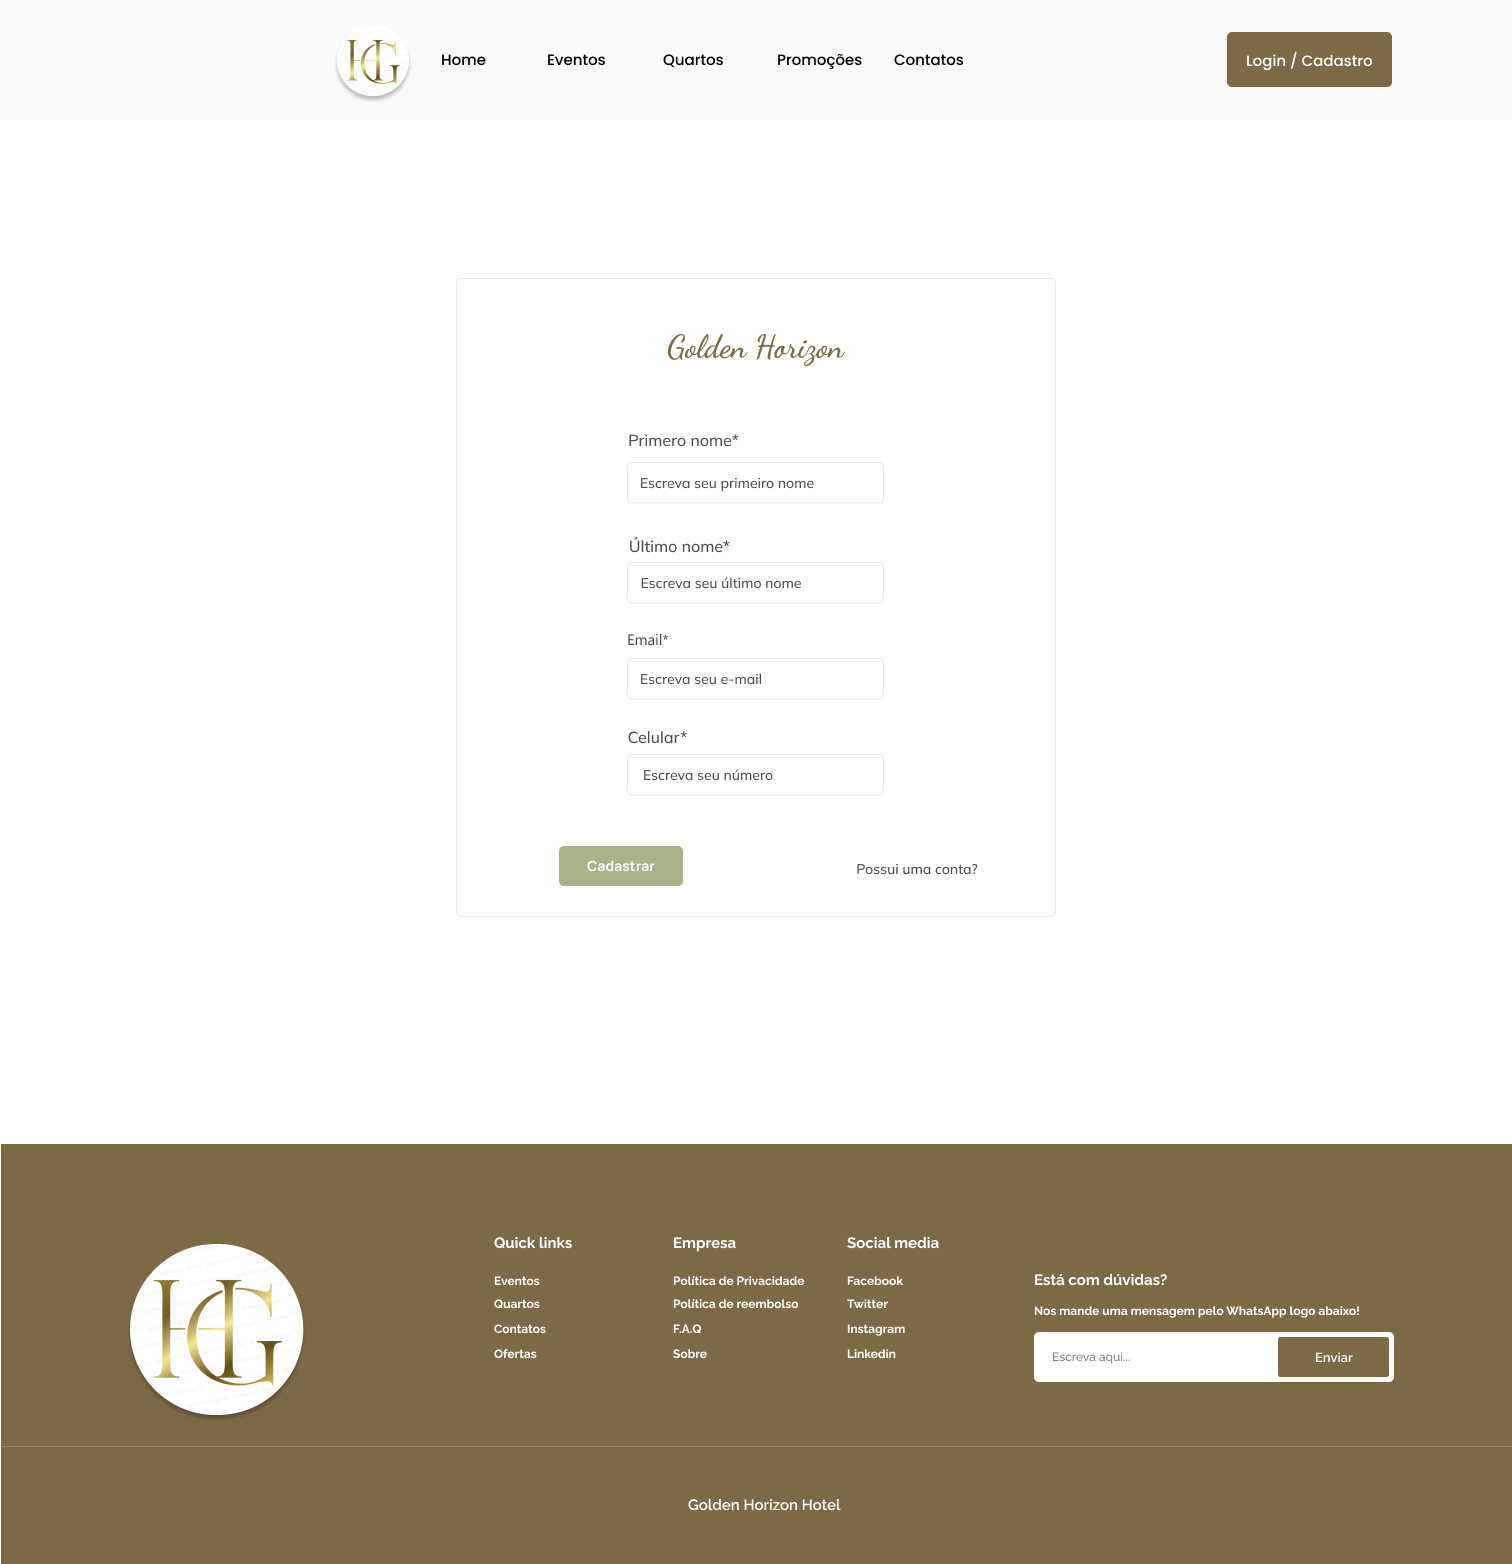 HG
Home
Eventos
Quartos
Promoções
Contatos
Login / Cadastro
Golden Horizon
Primero nome*
Escreva seu primeiro nome
Último nome*
Escreva seu último nome
Email*
Escreva seu e-mail
Celular*
Escreva seu número
Cadastrar
Possui uma conta?
HG
Quick links
Eventos
Quartos
Contatos
Ofertas
Empresa
Política de Privacidade
Política de reembolso
F.A.Q
Sobre
Social media
Facebook
Twitter
Instagram
Linkedin
Está com dúvidas?
Nos mande uma mensagem pelo WhatsApp logo abaixo!
Escreva aqui...
Enviar
Golden Horizon Hotel